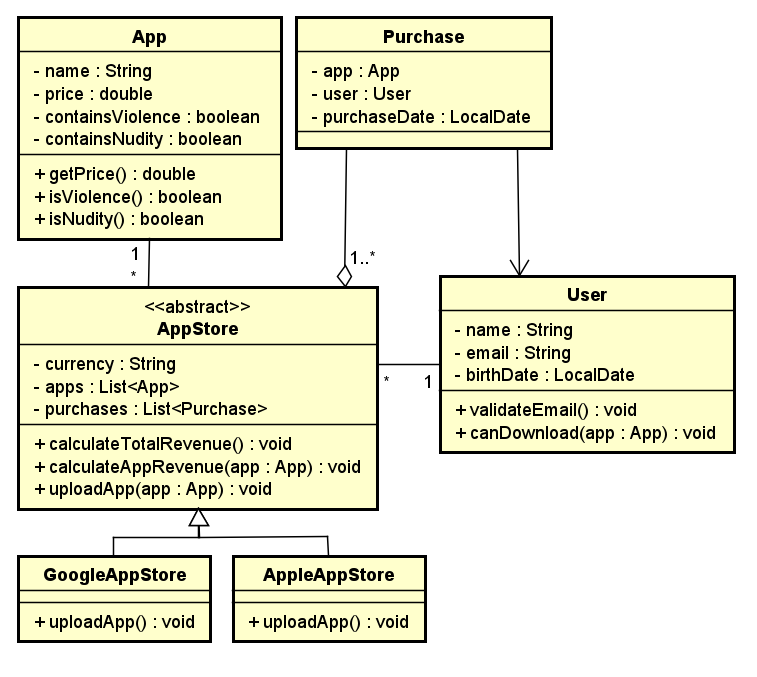 App
- name : String
- price : double
- containsViolence : boolean
- containsNudity : boolean
+ getPrice() : double
+ isViolence() : boolean
+ isNudity() : boolean
Purchase
- app : App
- user : User
- purchaseDate : LocalDate
1
*
1..*
<<abstract>>
AppStore
- currency : String
- apps : List<App>
- purchases : List<Purchase>
+ calculateTotalRevenue() : void
+ calculateAppRevenue(app : App) : void
+ uploadApp(app : App) : void
*
1
User
- name : String
- email : String
- birthDate : LocalDate
+ validateEmail() : void
+ canDownload(app : App) : void
GoogleAppStore
+ uploadApp() : void
AppleAppStore
+ uploadApp() : void